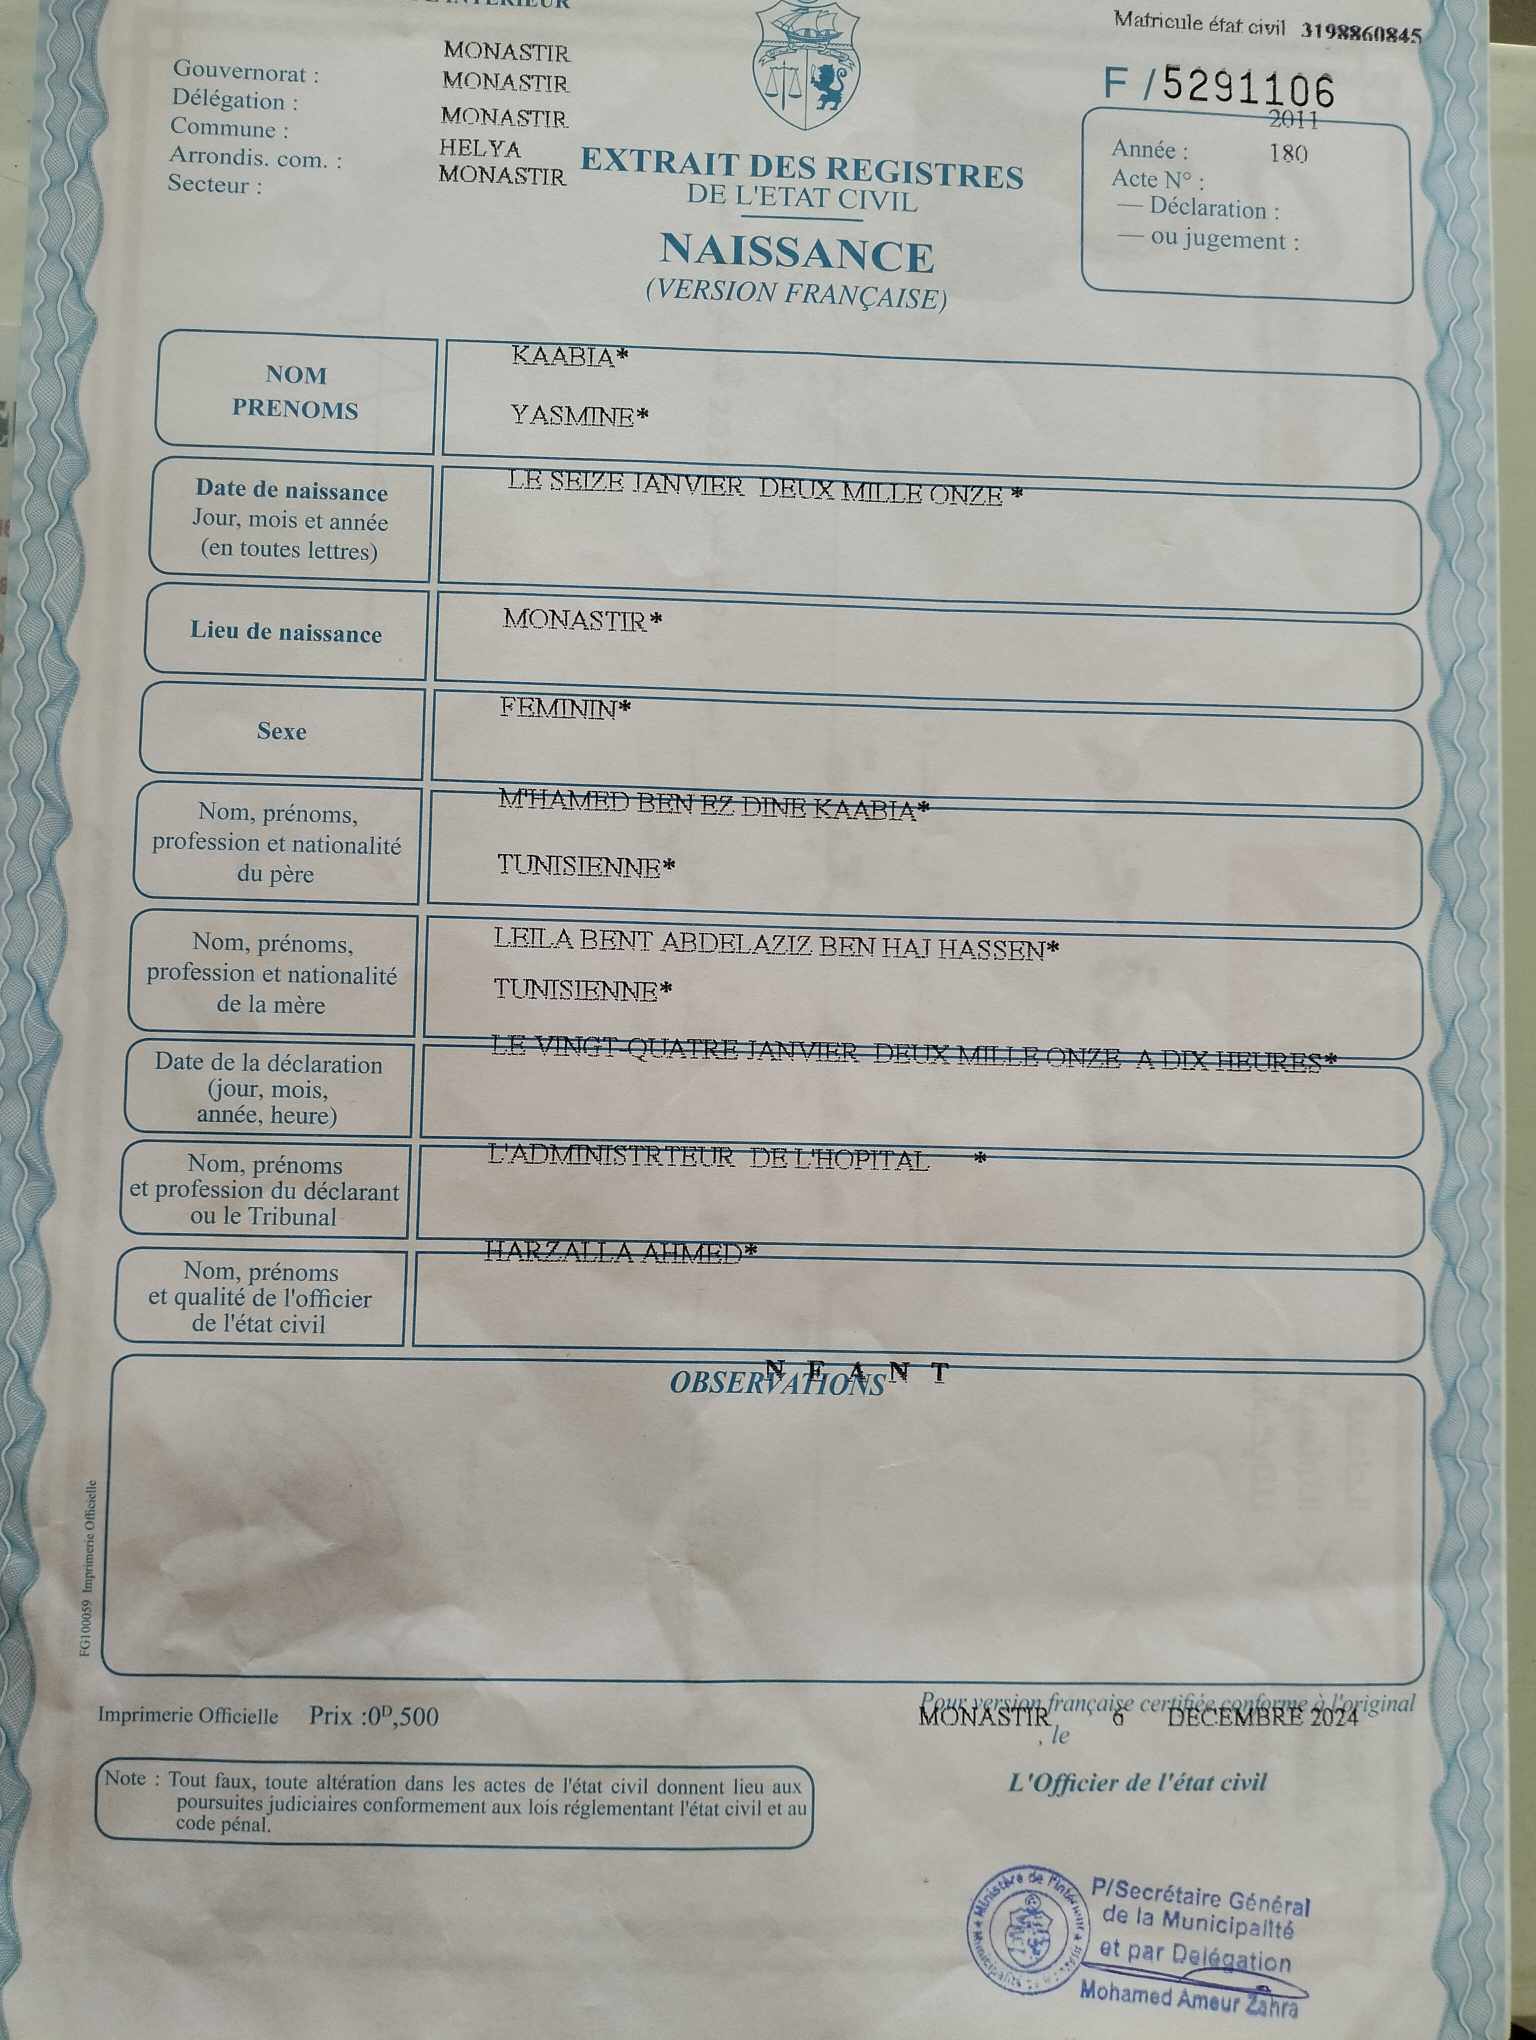 Matricule état civil 3198860845
F / 5291106
Gouvernorat : MONASTIR
Délégation : MONASTIR
Commune : MONASTIR
Arrondis. com. : HELYA
Secteur : MONASTIR
EXTRAIT DES REGISTRES
DE L'ETAT CIVIL
NAISSANCE
(VERSION FRANÇAISE)
2011
Année : 180
Acte N° :
— Déclaration :
— ou jugement :
NOM
PRENOMS
KAABIA*
YASMINE*
Date de naissance
Jour, mois et année
(en toutes lettres)
LE SEIZE JANVIER DEUX MILLE ONZE *
Lieu de naissance
MONASTIR*
Sexe
FEMININ*
Nom, prénoms,
profession et nationalité
du père
M'HAMED BEN EZ DINE KAABIA*
TUNISIENNE*
Nom, prénoms,
profession et nationalité
de la mère
LEILA BENT ABDELAZIZ BEN HAJ HASSEN*
TUNISIENNE*
Date de la déclaration
(jour, mois,
année, heure)
LE VINGT-QUATRE JANVIER DEUX MILLE ONZE A DIX HEURES*
Nom, prénoms
et profession du déclarant
ou le Tribunal
L'ADMINISTRTEUR DE L'HOPITAL *
Nom, prénoms
et qualité de l'officier
de l'état civil
HARZALLA AHMED*
N E A N T
OBSERVATIONS
FG100059 Imprimerie Officielle
Imprimerie Officielle Prix :0D,500
Pour version française certifiée conforme à l'original
MONASTIR 6 DECEMBRE 2024
, le
L'Officier de l'état civil
Note : Tout faux, toute altération dans les actes de l'état civil donnent lieu aux
poursuites judiciaires conformement aux lois réglementant l'état civil et au
code pénal.
Ministère de l'Intérieur
P/Secrétaire Général
de la Municipalité
et par Delégation
Mohamed Ameur Zahra